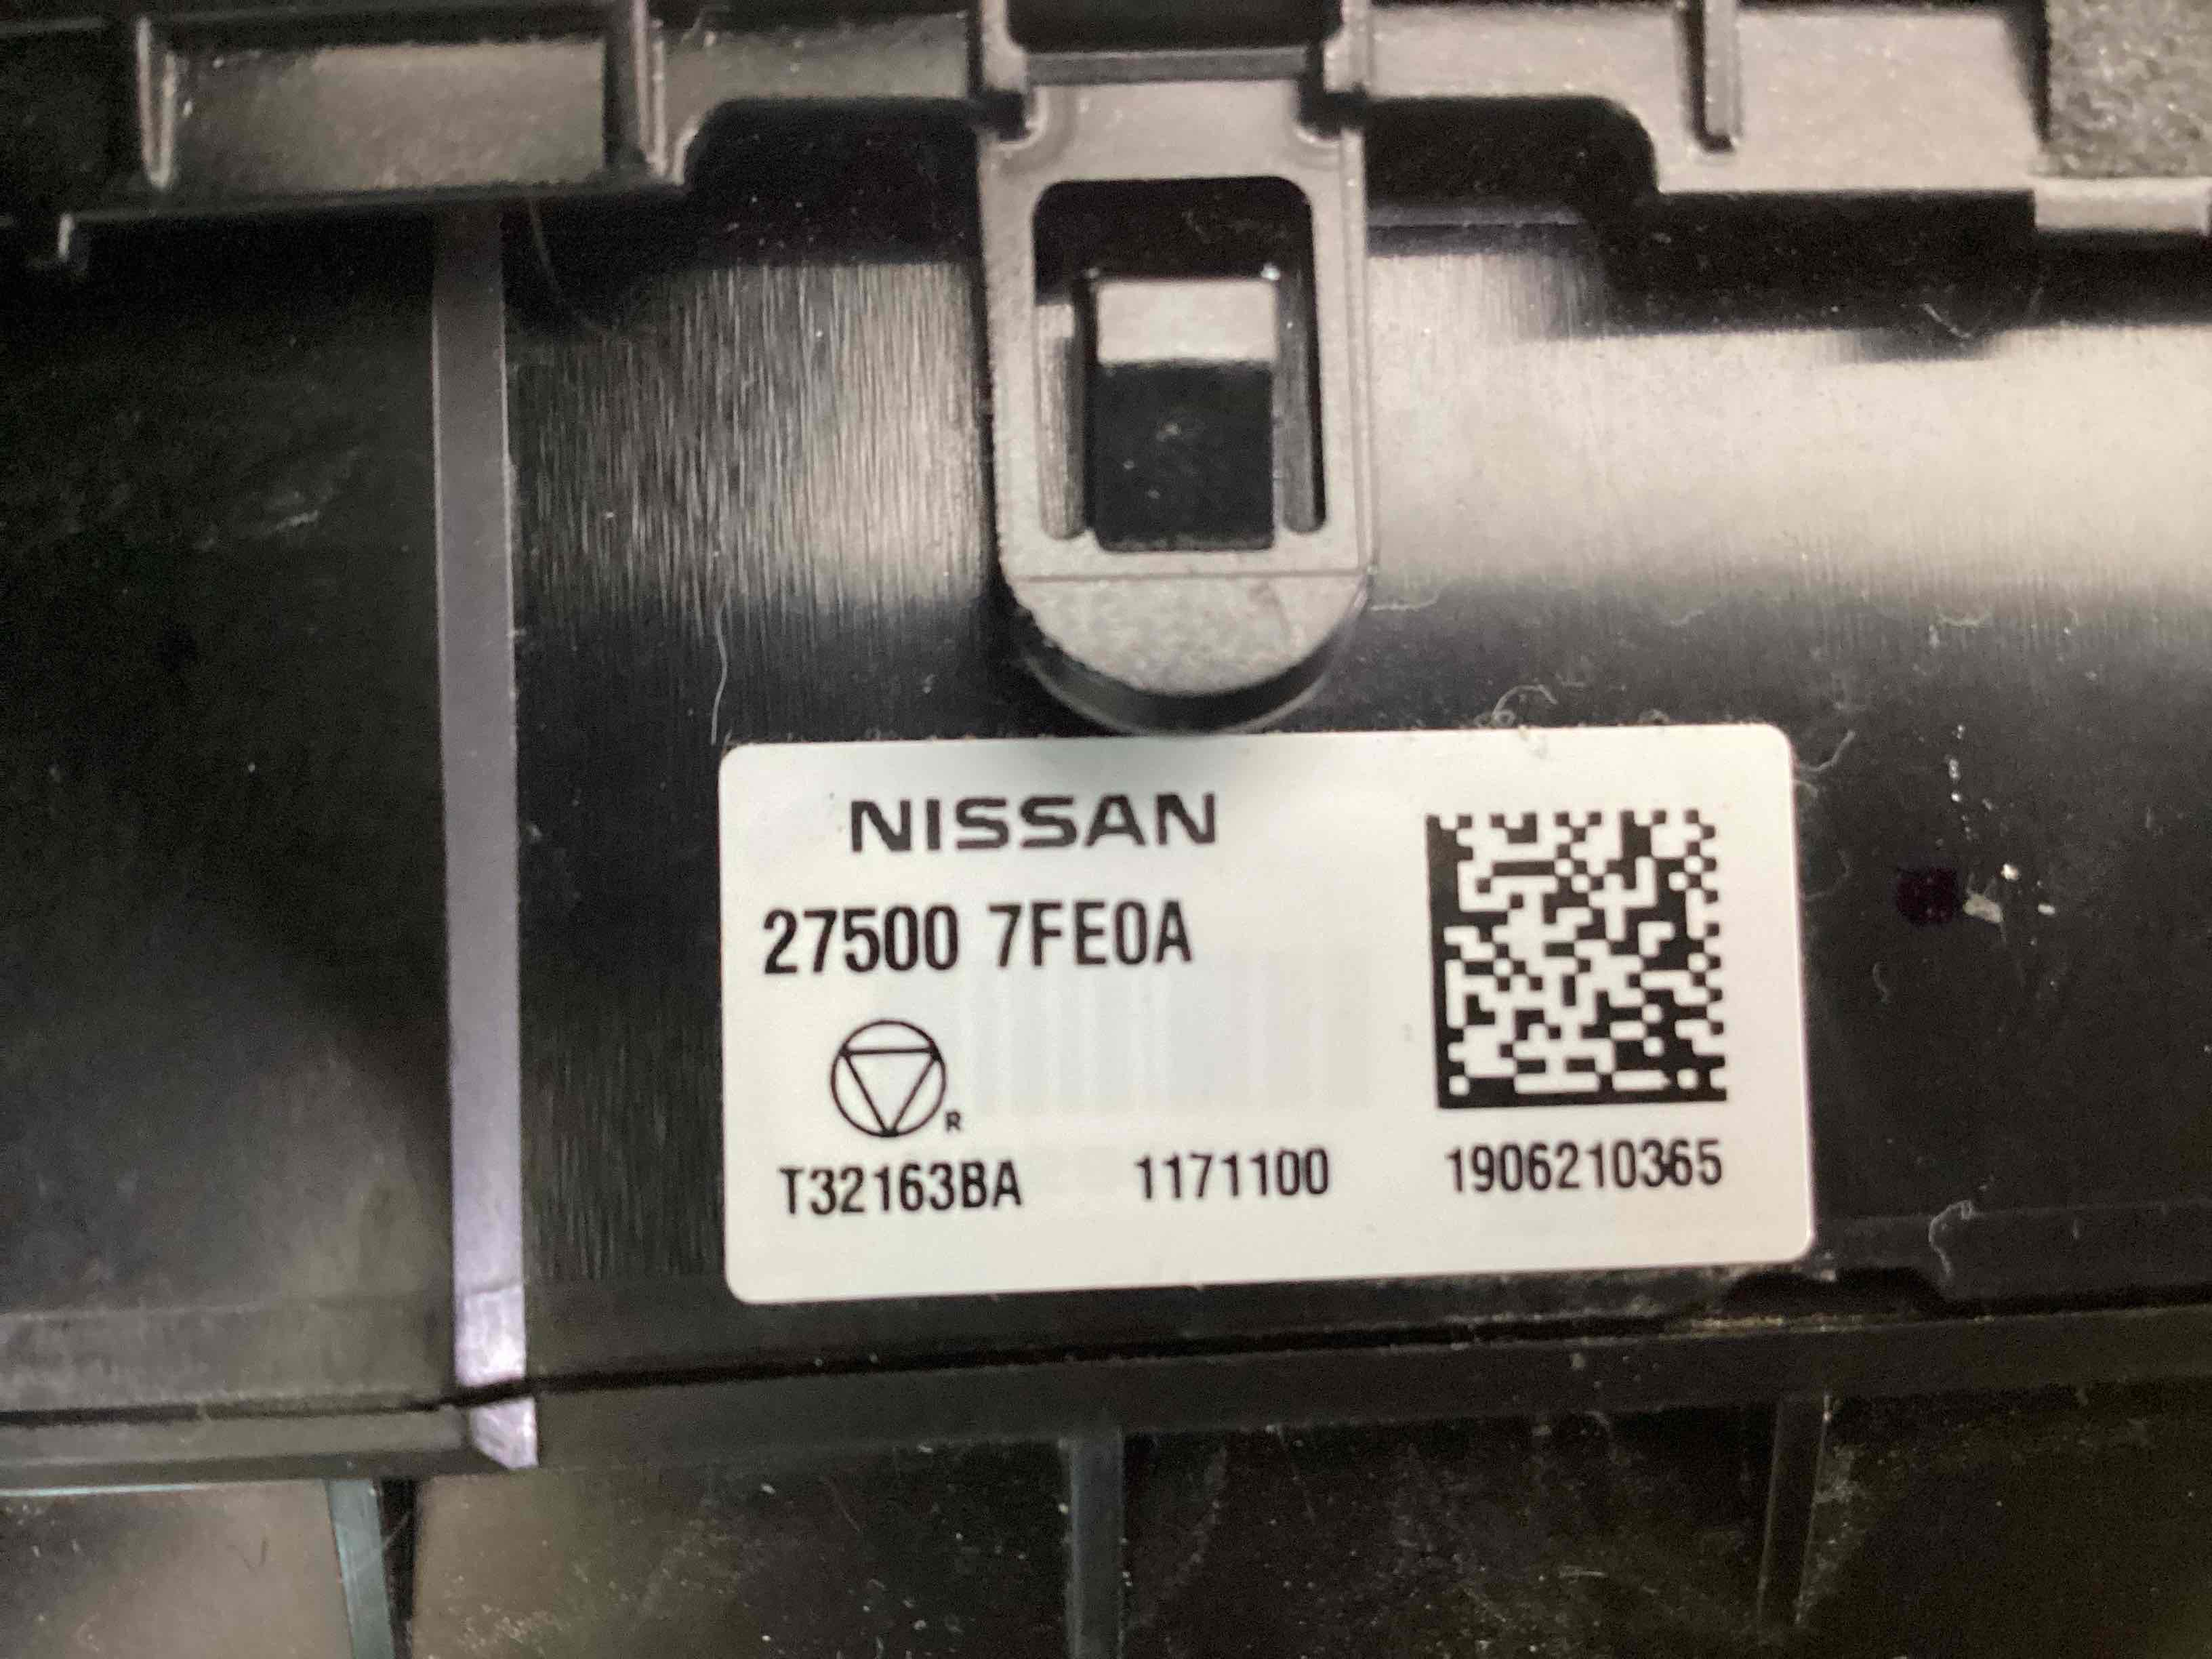 NISSAN
27500 7FE0A
R
T32163BA 1171100 1906210365